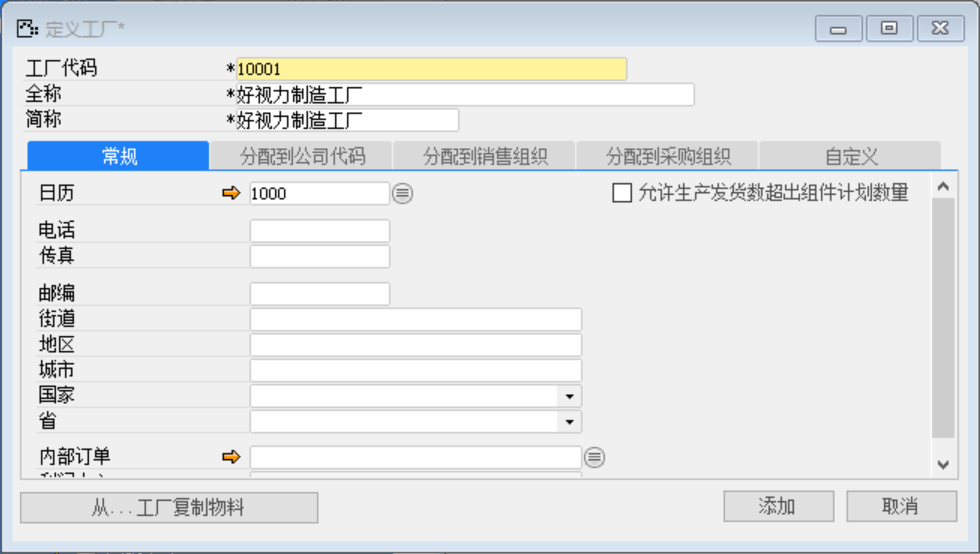 定义工厂*
工厂代码 *10001
全称 *好视力制造工厂
简称 *好视力制造工厂
常规 分配到公司代码 分配到销售组织 分配到采购组织 自定义
日历 1000 允许生产发货数超出组件计划数量
电话
传真
邮编
街道
地区
城市
国家
省
内部订单
从...工厂复制物料 添加 取消